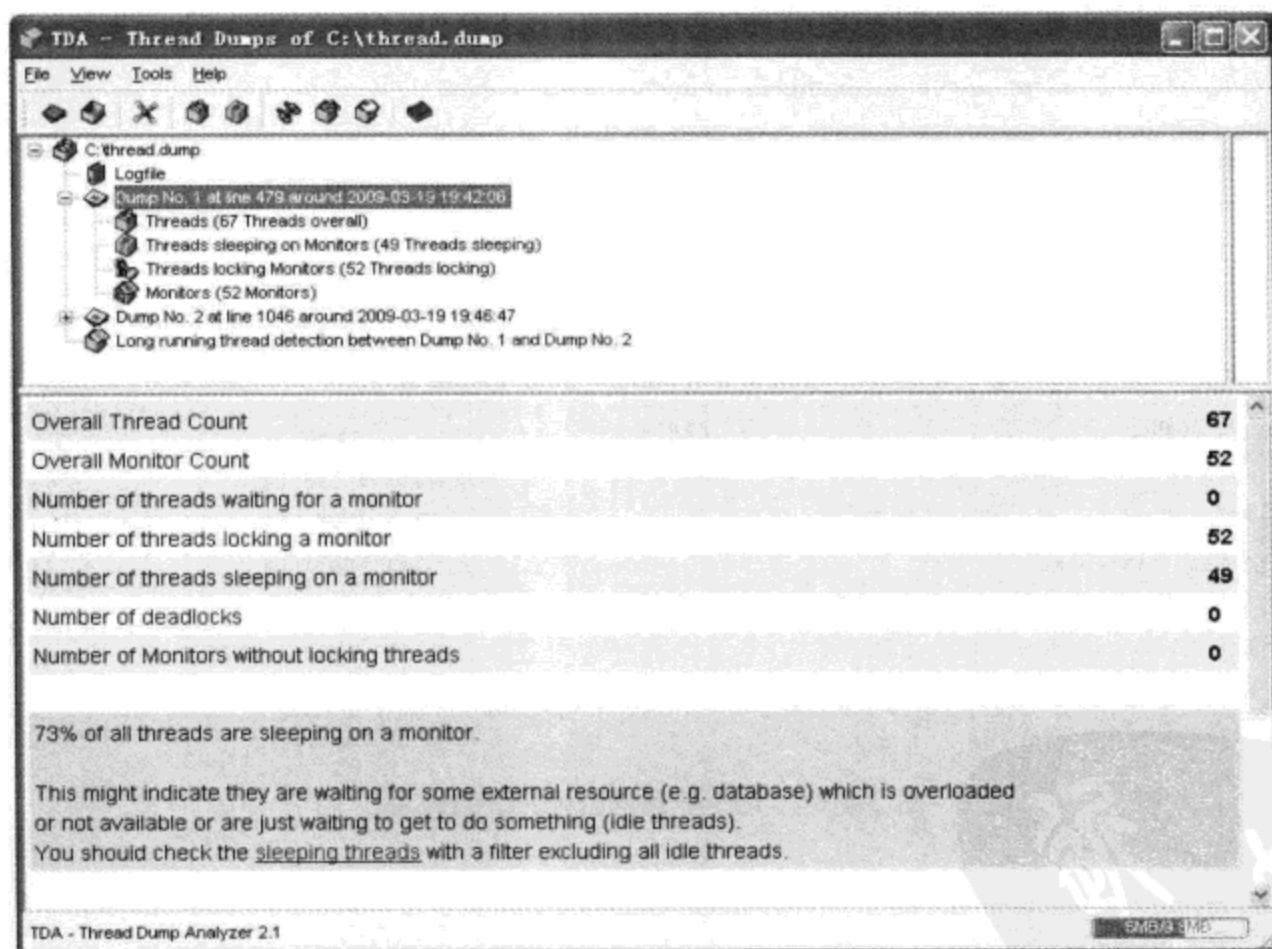 TDA - Thread Dumps of C:\thread.dump
File View Tools Help
C:\thread.dump
Logfile
Dump No. 1 at line 479 around 2009-03-19 19:42:06
Threads (67 Threads overall)
Threads sleeping on Monitors (49 Threads sleeping)
Threads locking Monitors (52 Threads locking)
Monitors (52 Monitors)
Dump No. 2 at line 1046 around 2009-03-19 19:46:47
Long running thread detection between Dump No. 1 and Dump No. 2
Overall Thread Count 67
Overall Monitor Count 52
Number of threads waiting for a monitor 0
Number of threads locking a monitor 52
Number of threads sleeping on a monitor 49
Number of deadlocks 0
Number of Monitors without locking threads 0
73% of all threads are sleeping on a monitor.
This might indicate they are waiting for some external resource (e.g. database) which is overloaded
or not available or are just waiting to get to do something (idle threads).
You should check the sleeping threads with a filter excluding all idle threads.
TDA - Thread Dump Analyzer 2.1